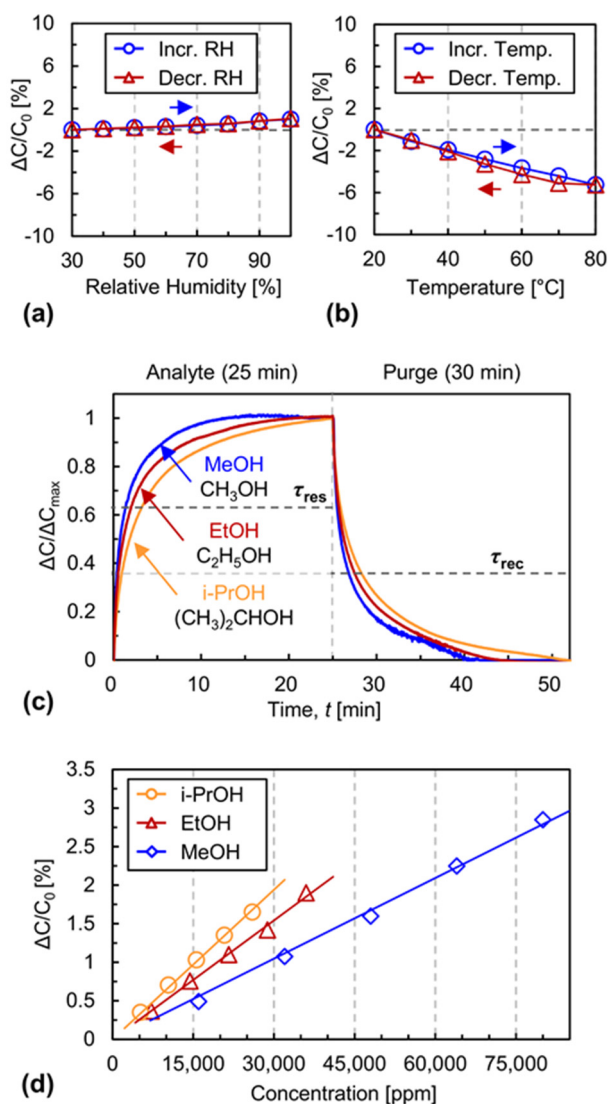 10
6
2
-2
-6
-10
ΔC/C0 [%]
Incr. RH
Decr. RH
30 50 70 90
Relative Humidity [%]
(a)
10
6
2
-2
-6
-10
ΔC/C0 [%]
Incr. Temp.
Decr. Temp.
20 40 60 80
Temperature [°C]
(b)
Analyte (25 min) Purge (30 min)
1
0.8
0.6
0.4
0.2
0
ΔC/ΔCmax
MeOH
CH3OH
EtOH
C2H5OH
i-PrOH
(CH3)2CHOH
τres
τrec
0 10 20 30 40 50
Time, t [min]
(c)
3.5
3
2.5
2
1.5
1
0.5
0
ΔC/C0 [%]
i-PrOH
EtOH
MeOH
0 15,000 30,000 45,000 60,000 75,000
Concentration [ppm]
(d)